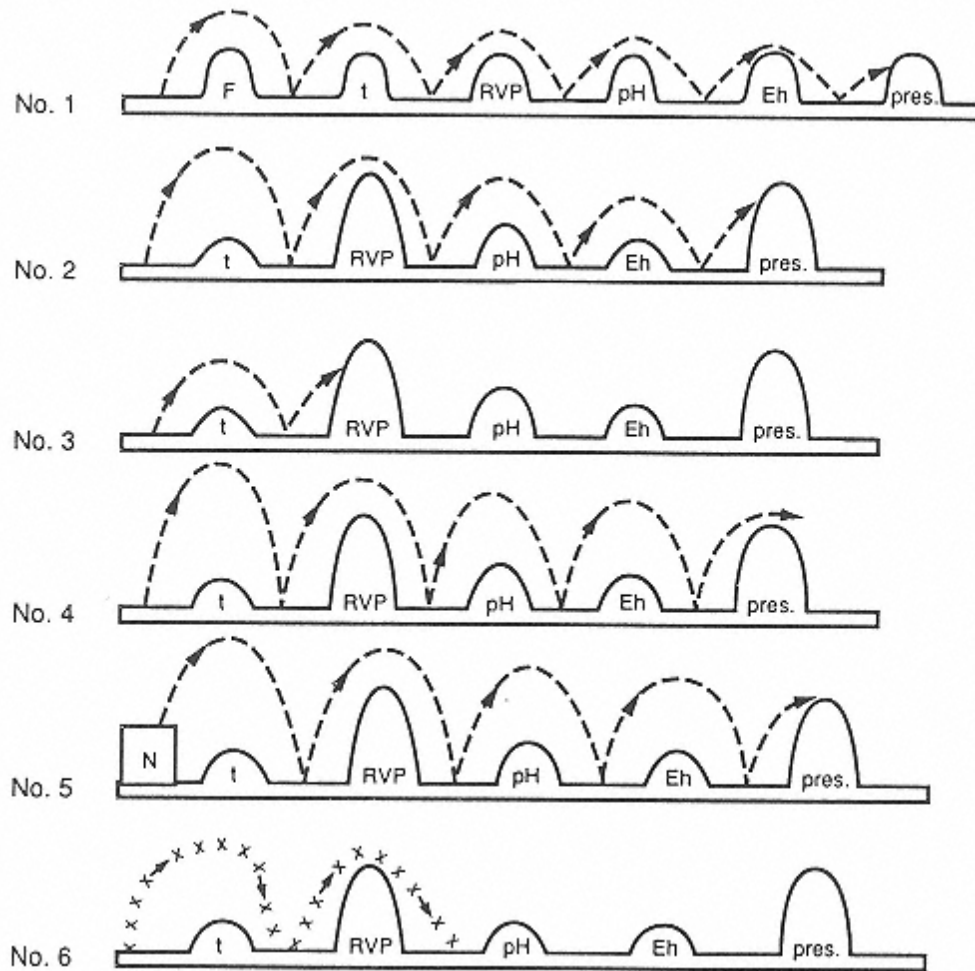 No. 1 F t RVP pH Eh pres.
No. 2 t RVP pH Eh pres.
No. 3 t RVP pH Eh pres.
No. 4 t RVP pH Eh pres.
No. 5 N t RVP pH Eh pres.
No. 6 t RVP pH Eh pres.